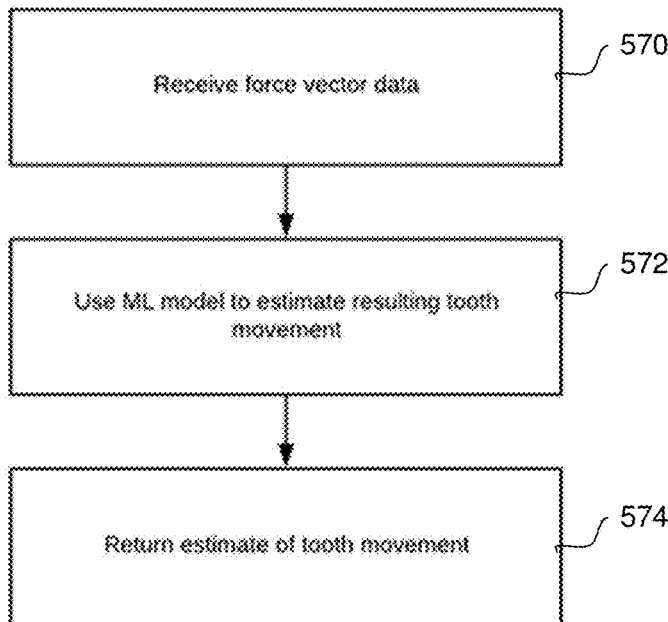 570
Receive force vector data
572
Use ML model to estimate resulting tooth
movement
574
Return estimate of tooth movement